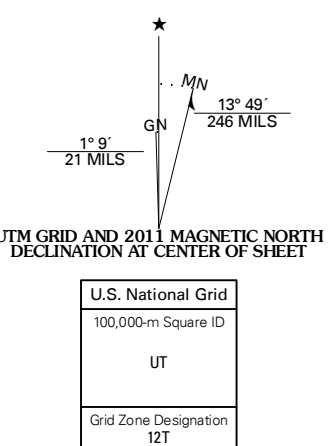 MN
13° 49´
246 MILS
GN
1° 9´
21 MILS
UTM GRID AND 2011 MAGNETIC NORTH
DECLINATION AT CENTER OF SHEET
U.S. National Grid
100,000-m Square ID
UT
Grid Zone Designation
12T